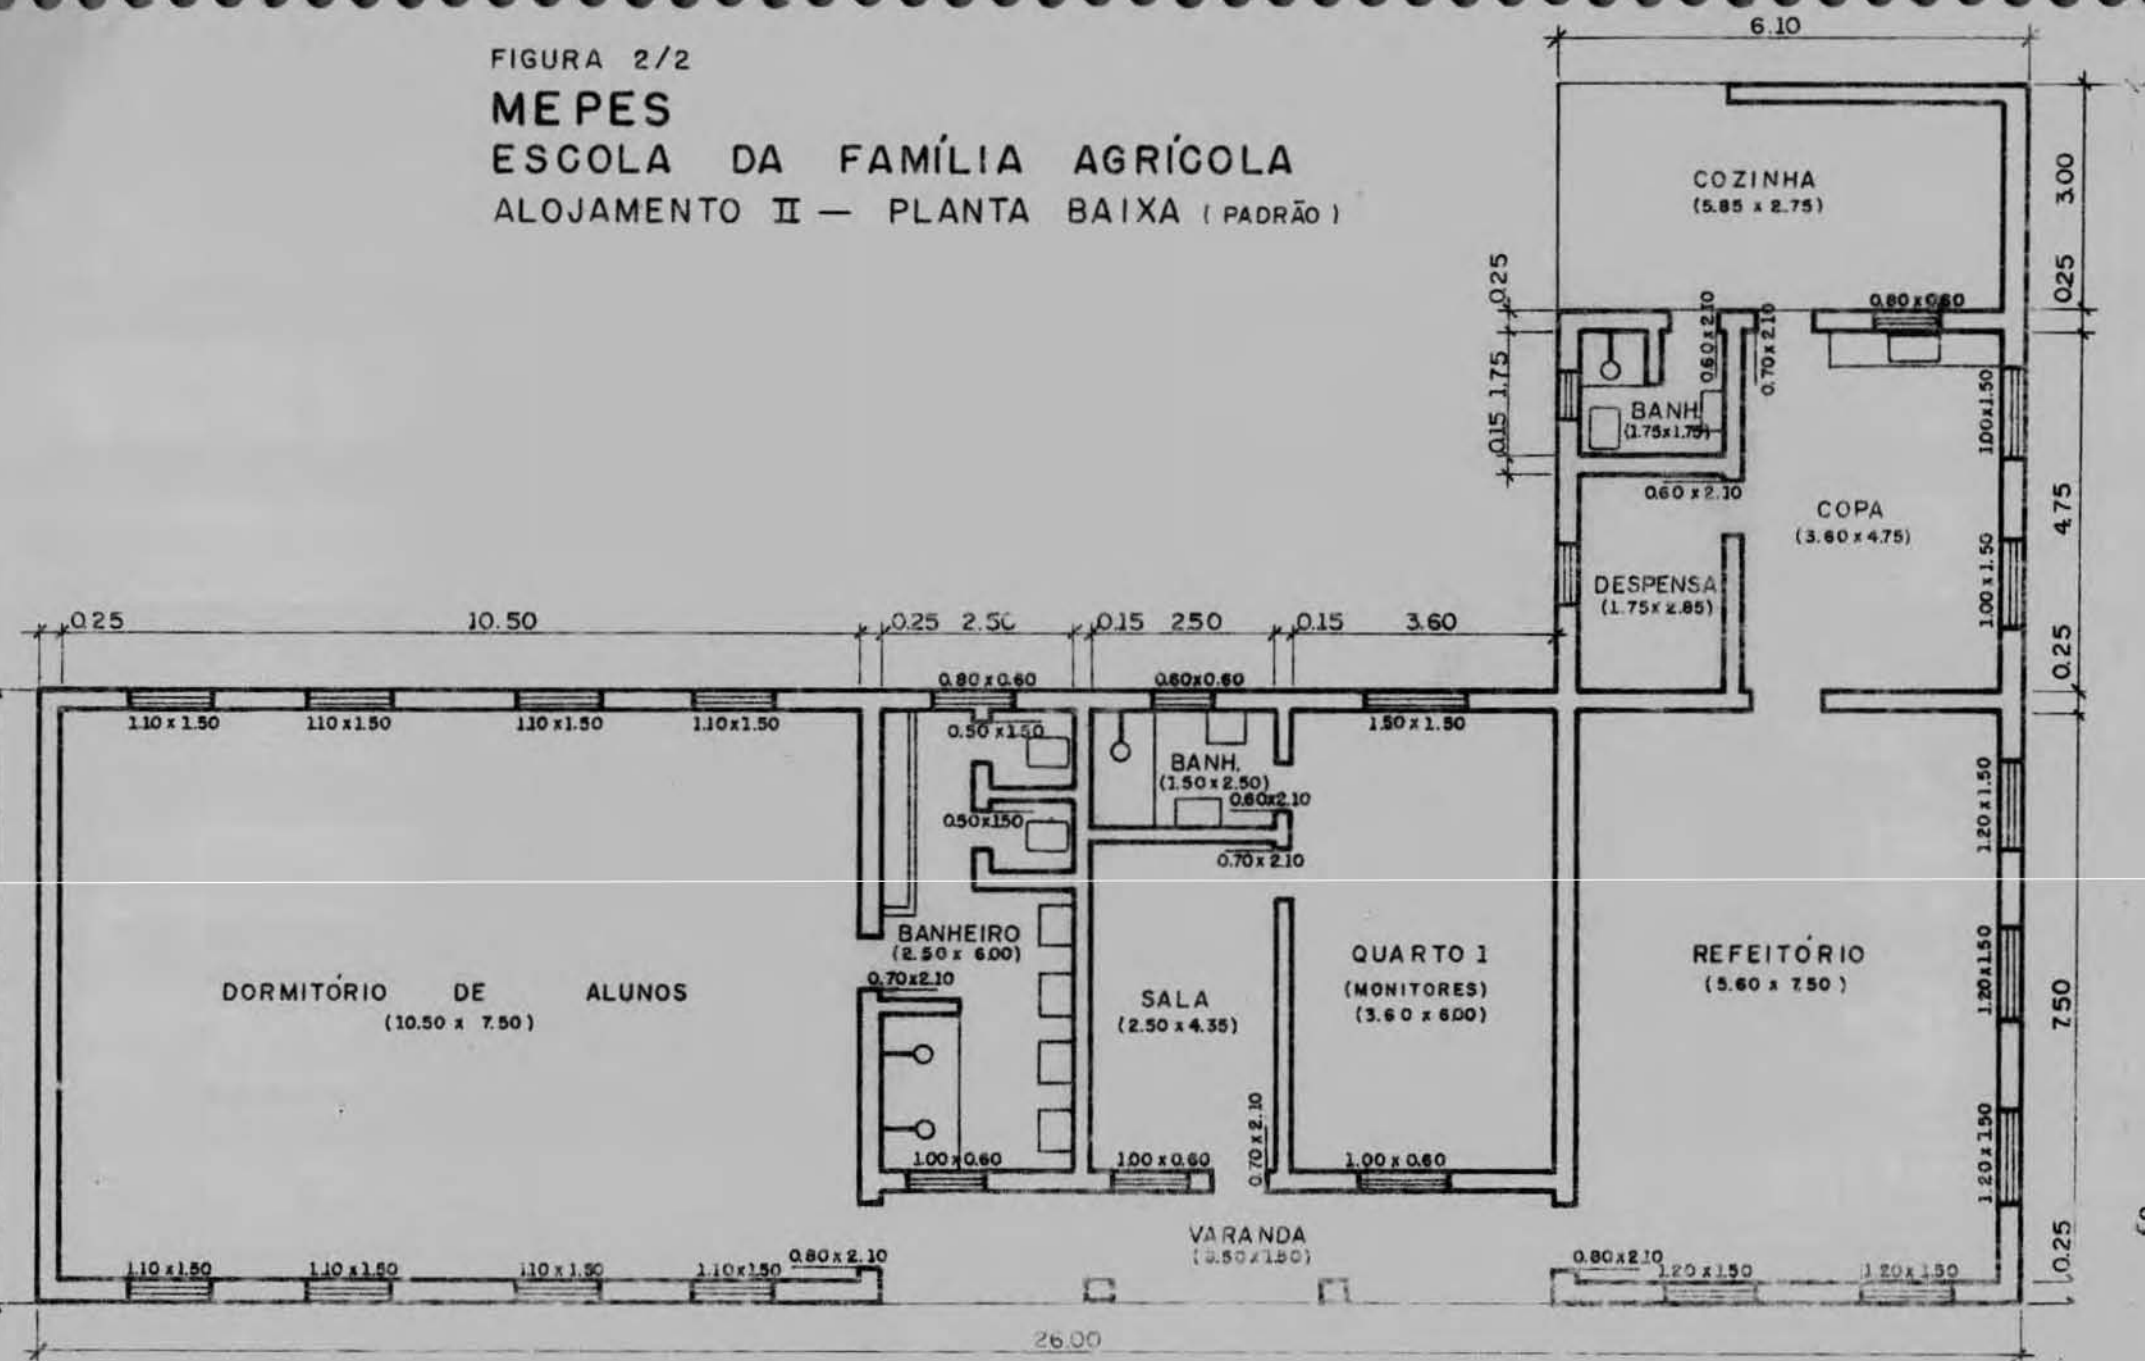 FIGURA 2/2
MEPES
ESCOLA DA FAMÍLIA AGRÍCOLA
ALOJAMENTO II — PLANTA BAIXA (PADRÃO)
6.10
COZINHA
(5.85 x 2.75)
3.00
0.25
0.25
1.75
0.15
0.80 x 0.60
0.60 x 2.10
0.70 x 2.10
BANH.
(1.75 x 1.75)
0.60 x 2.10
1.00 x 1.50
COPA
(3.60 x 4.75)
4.75
1.00 x 1.50
DESPENSA
(1.75 x 2.85)
0.25
0.25
10.50
0.25
2.50
0.15
2.50
0.15
3.60
0.80 x 0.60
0.60 x 0.60
1.10 x 1.50
1.10 x 1.50
1.10 x 1.50
1.10 x 1.50
0.50 x 1.50
1.50 x 1.50
BANH.
(1.50 x 2.50)
0.60 x 2.10
0.50 x 1.50
0.70 x 2.10
1.20 x 1.50
BANHEIRO
(2.50 x 6.00)
0.70 x 2.10
DORMITÓRIO DE ALUNOS
(10.50 x 7.50)
SALA
(2.50 x 4.35)
QUARTO 1
(MONITORES)
(3.60 x 6.00)
REFEITÓRIO
(5.60 x 7.50)
1.20 x 1.50
7.50
0.70 x 2.10
1.20 x 1.50
1.00 x 0.60
1.00 x 0.60
1.00 x 0.60
VARANDA
0.25
1.10 x 1.50
1.10 x 1.50
1.10 x 1.50
1.10 x 1.50
0.80 x 2.10
0.80 x 2.10
1.20 x 1.50
1.20 x 1.50
26.00